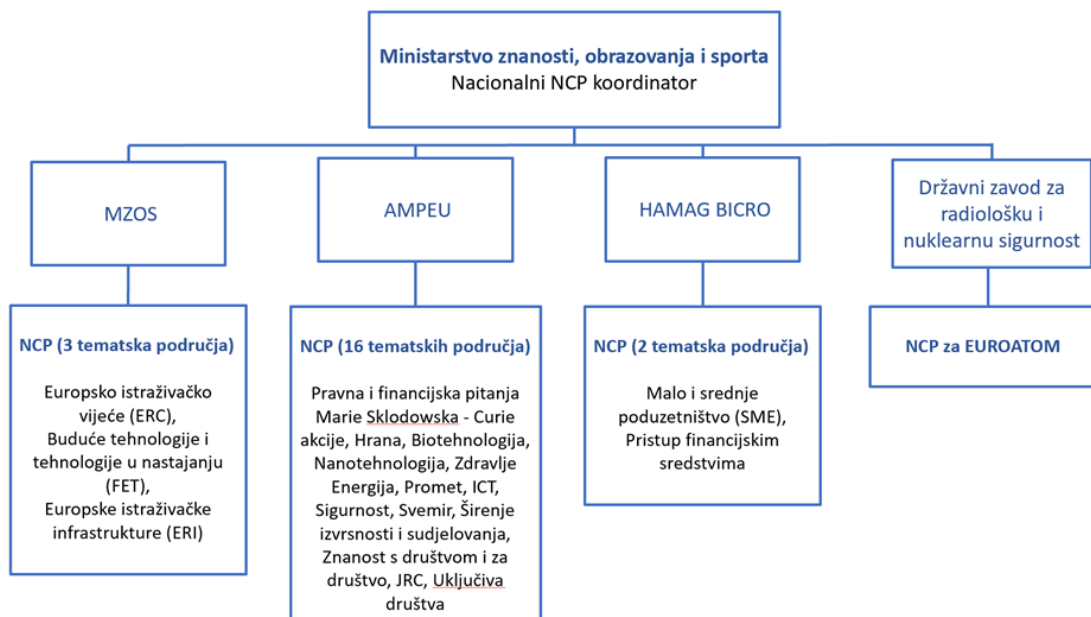 Ministarstvo znanosti, obrazovanja i sporta
Nacionalni NCP koordinator
MZOS
AMPEU
HAMAG BICRO
Državni zavod za
radiološku i
nuklearnu sigurnost
NCP (3 tematska područja)
Europsko istraživačko
vijeće (ERC),
Buduće tehnologije i
tehnologije u nastajanju
(FET),
Europske istraživačke
infrastrukture (ERI)
NCP (16 tematskih područja)
Pravna i financijska pitanja
Marie Sklodowska - Curie
akcije, Hrana, Biotehnologija,
Nanotehnologija, Zdravlje
Energija, Promet, ICT,
Sigurnost, Svemir, Širenje
izvrsnosti i sudjelovanja,
Znanost s društvom i za
društvo, JRC, Uključiva
društva
NCP (2 tematska područja)
Malo i srednje
poduzetništvo (SME),
Pristup financijskim
sredstvima
NCP za EUROATOM